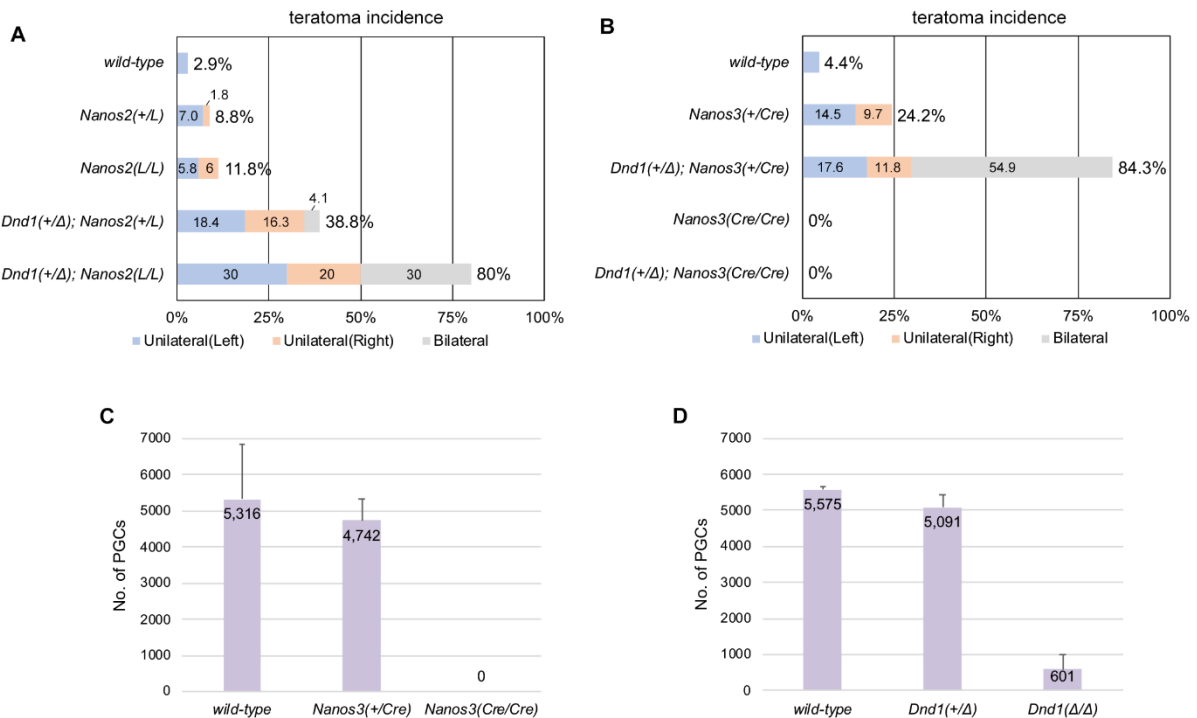 A
teratoma incidence
wild-type
2.9%
Nanos2(+/L)
7.0
1.8
8.8%
Nanos2(L/L)
5.8
6
11.8%
Dnd1(+/Δ); Nanos2(+/L)
18.4
16.3
4.1
38.8%
Dnd1(+/Δ); Nanos2(L/L)
30
20
30
80%
0%
25%
50%
75%
100%
Unilateral(Left)
Unilateral(Right)
Bilateral
B
teratoma incidence
wild-type
4.4%
Nanos3(+/Cre)
14.5
9.7
24.2%
Dnd1(+/Δ); Nanos3(+/Cre)
17.6
11.8
54.9
84.3%
Nanos3(Cre/Cre)
0%
Dnd1(+/Δ); Nanos3(Cre/Cre)
0%
0%
25%
50%
75%
100%
Unilateral(Left)
Unilateral(Right)
Bilateral
C
No. of PGCs
7000
6000
5000
4000
3000
2000
1000
0
5,316
4,742
0
wild-type
Nanos3(+/Cre)
Nanos3(Cre/Cre)
D
No. of PGCs
7000
6000
5000
4000
3000
2000
1000
0
5,575
5,091
601
wild-type
Dnd1(+/Δ)
Dnd1(Δ/Δ)